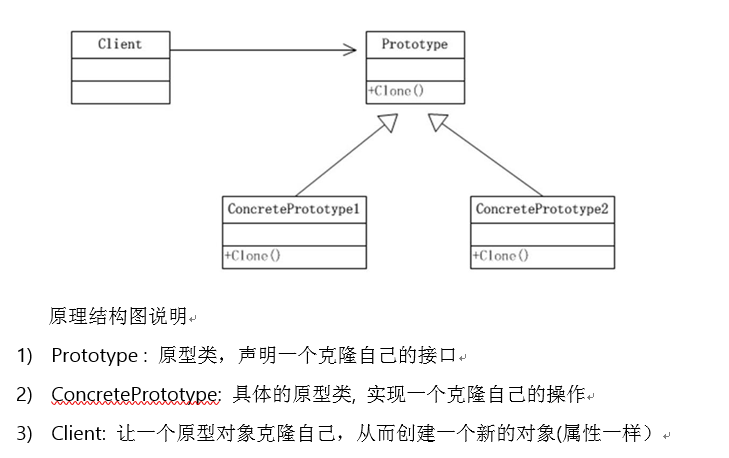 Client
Prototype
+Clone()
ConcretePrototype1
ConcretePrototype2
+Clone()
+Clone()
原理结构图说明
1) Prototype : 原型类，声明一个克隆自己的接口
2) ConcretePrototype: 具体的原型类, 实现一个克隆自己的操作
3) Client: 让一个原型对象克隆自己，从而创建一个新的对象(属性一样）